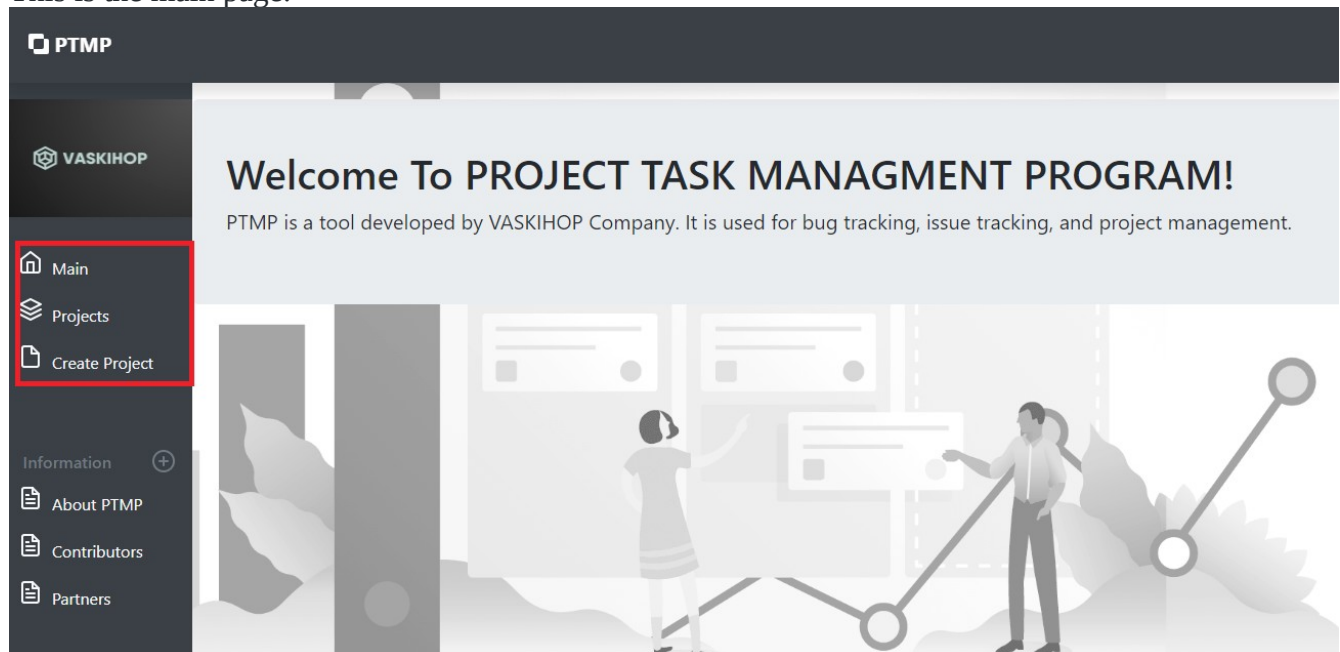 This is the main page.
PTMP
VASKIHOP
Welcome To PROJECT TASK MANAGMENT PROGRAM!
PTMP is a tool developed by VASKIHOP Company. It is used for bug tracking, issue tracking, and project management.
Main
Projects
Create Project
Information
About PTMP
Contributors
Partners